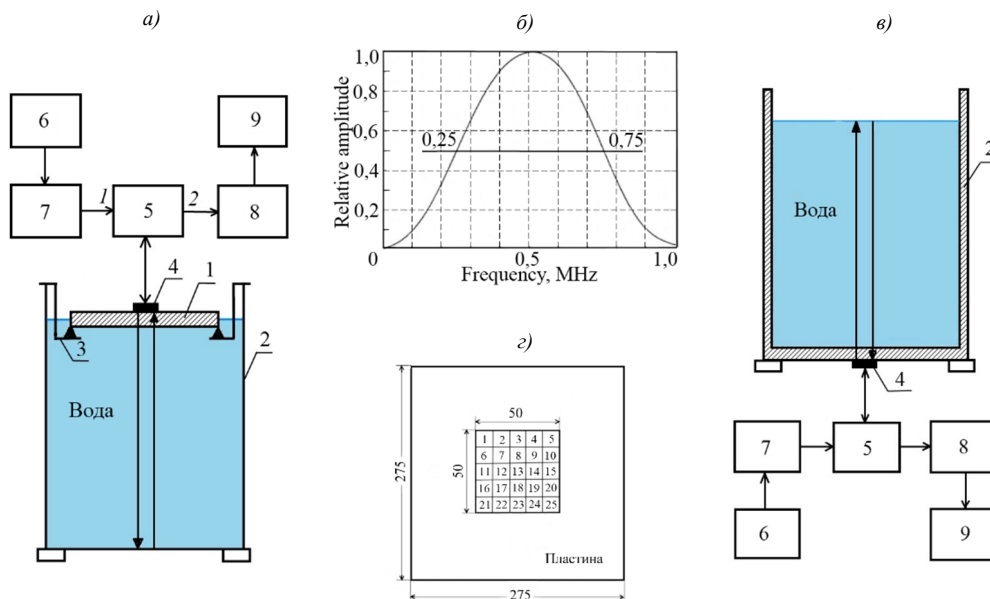 а)
6
9
7
1
5
2
8
4
1
3
2
Вода
б)
Relative amplitude
1,0
0,8
0,6
0,4
0,2
0
0,25
0,75
0,5
1,0
Frequency, MHz
г)
275
50
50
1 2 3 4 5
6 7 8 9 10
11 12 13 14 15
16 17 18 19 20
21 22 23 24 25
Пластина
275
в)
Вода
2
4
7
5
8
6
9